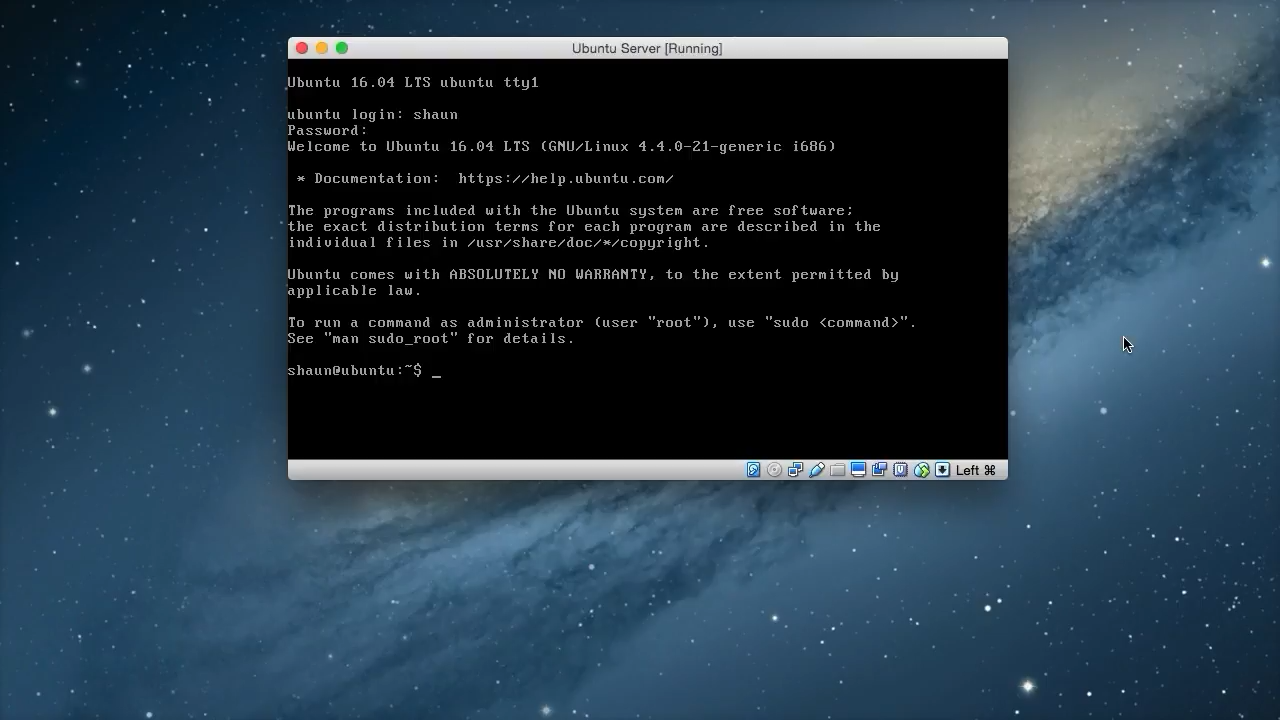 Ubuntu Server [Running]
Ubuntu 16.04 LTS ubuntu tty1
ubuntu login: shaun
Password:
Welcome to Ubuntu 16.04 LTS (GNU/Linux 4.4.0-21-generic i686)
* Documentation:  https://help.ubuntu.com/
The programs included with the Ubuntu system are free software;
the exact distribution terms for each program are described in the
individual files in /usr/share/doc/*/copyright.
Ubuntu comes with ABSOLUTELY NO WARRANTY, to the extent permitted by
applicable law.
To run a command as administrator (user "root"), use "sudo <command>".
See "man sudo_root" for details.
shaun@ubuntu:~$ _
Left ⌘